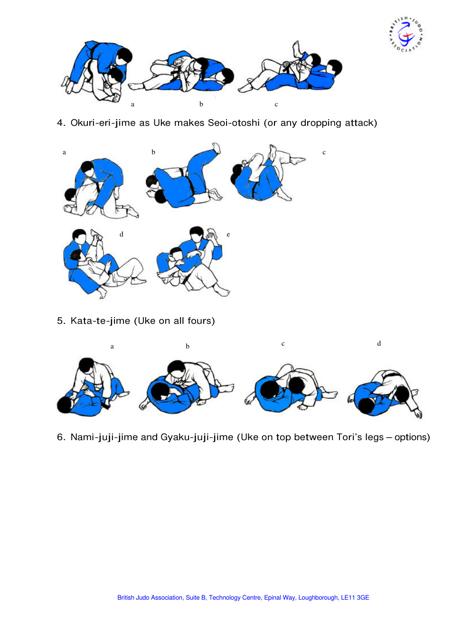 BRITISH JUDO ASSOCIATION
a b c
4. Okuri-eri-jime as Uke makes Seoi-otoshi (or any dropping attack)
a b c
d e
5. Kata-te-jime (Uke on all fours)
a b c d
6. Nami-juji-jime and Gyaku-juji-jime (Uke on top between Tori's legs – options)
British Judo Association, Suite B, Technology Centre, Epinal Way, Loughborough, LE11 3GE